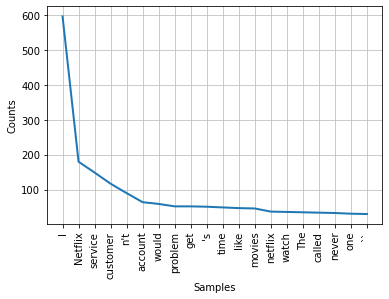 600
500
400
300
200
100
Counts
I
Netflix
service
customer
n't
account
would
problem
get
's
time
like
movies
netflix
watch
The
called
never
one
``
Samples